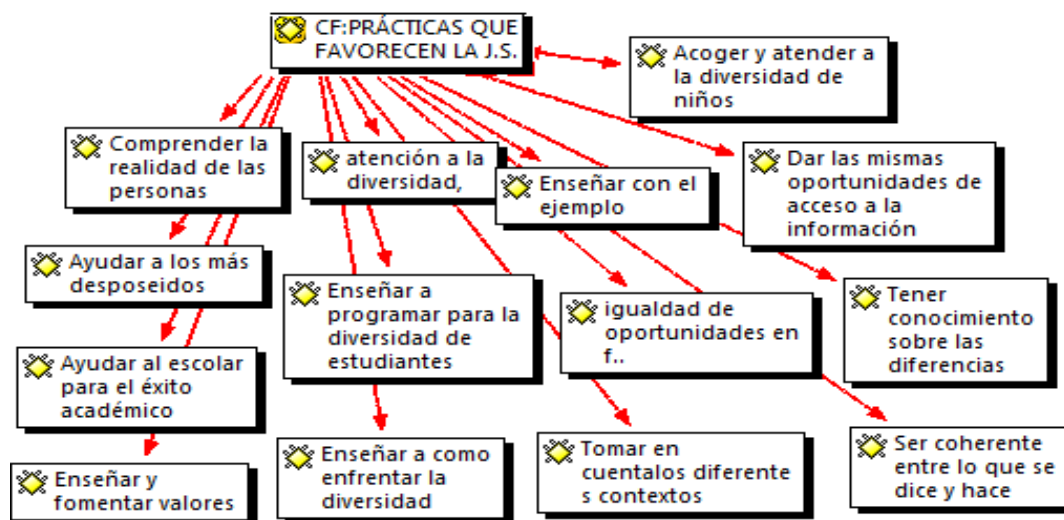 CF:PRÁCTICAS QUE
FAVORECEN LA J.S.
Acoger y atender a
la diversidad de
niños
Comprender la
realidad de las
personas
atención a la
diversidad,
Enseñar con el
ejemplo
Dar las mismas
oportunidades de
acceso a la
información
Ayudar a los más
desposeidos
Enseñar a
programar para la
diversidad de
estudiantes
igualdad de
oportunidades en
f..
Tener
conocimiento
sobre las
diferencias
Ayudar al escolar
para el éxito
académico
Enseñar y
fomentar valores
Enseñar a como
enfrentar la
diversidad
Tomar en
cuentalos diferente
s contextos
Ser coherente
entre lo que se
dice y hace